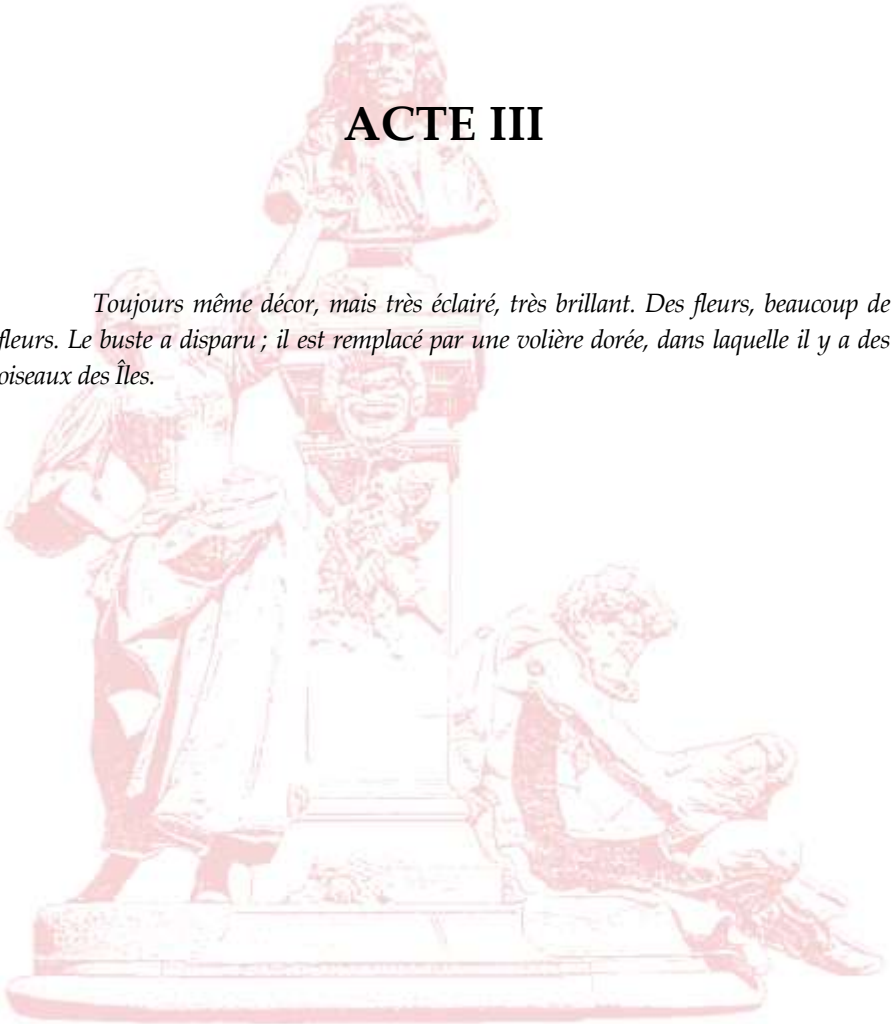 ACTE III
Toujours même décor, mais très éclairé, très brillant. Des fleurs, beaucoup de
fleurs. Le buste a disparu ; il est remplacé par une volière dorée, dans laquelle il y a des
oiseaux des Îles.